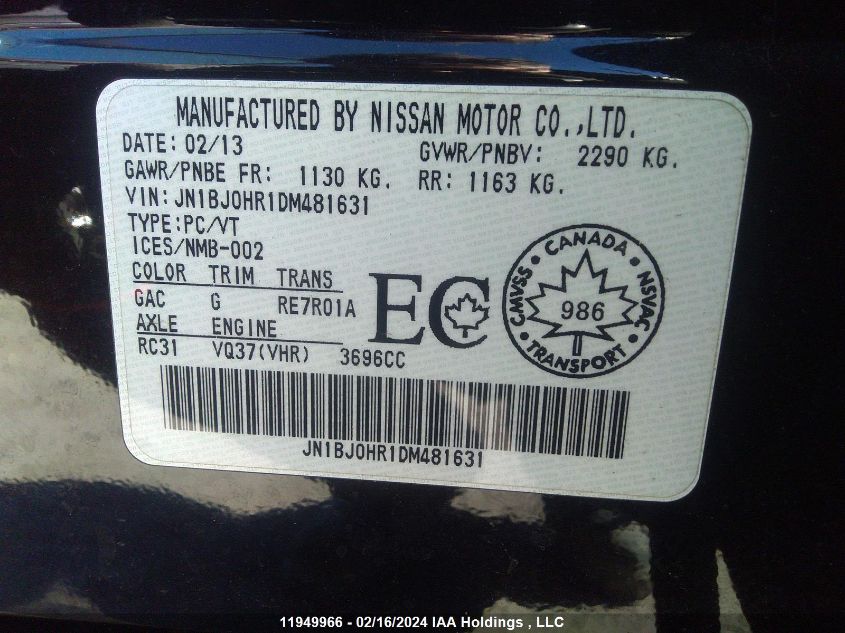 MANUFACTURED BY NISSAN MOTOR CO.,LTD.
DATE: 02/13 GVWR/PNBV: 2290 KG.
GAWR/PNBE FR: 1130 KG. RR: 1163 KG.
VIN: JN1BJ0HR1DM481631
TYPE:PC/VT
ICES/NMB-002
COLOR TRIM TRANS
GAC G RE7R01A
AXLE ENGINE
RC31 VQ37(VHR) 3696CC
EC
CANADA
CMVSS NSVAC
986
TRANSPORT
JN1BJ0HR1DM481631
11949966 - 02/16/2024 IAA Holdings , LLC